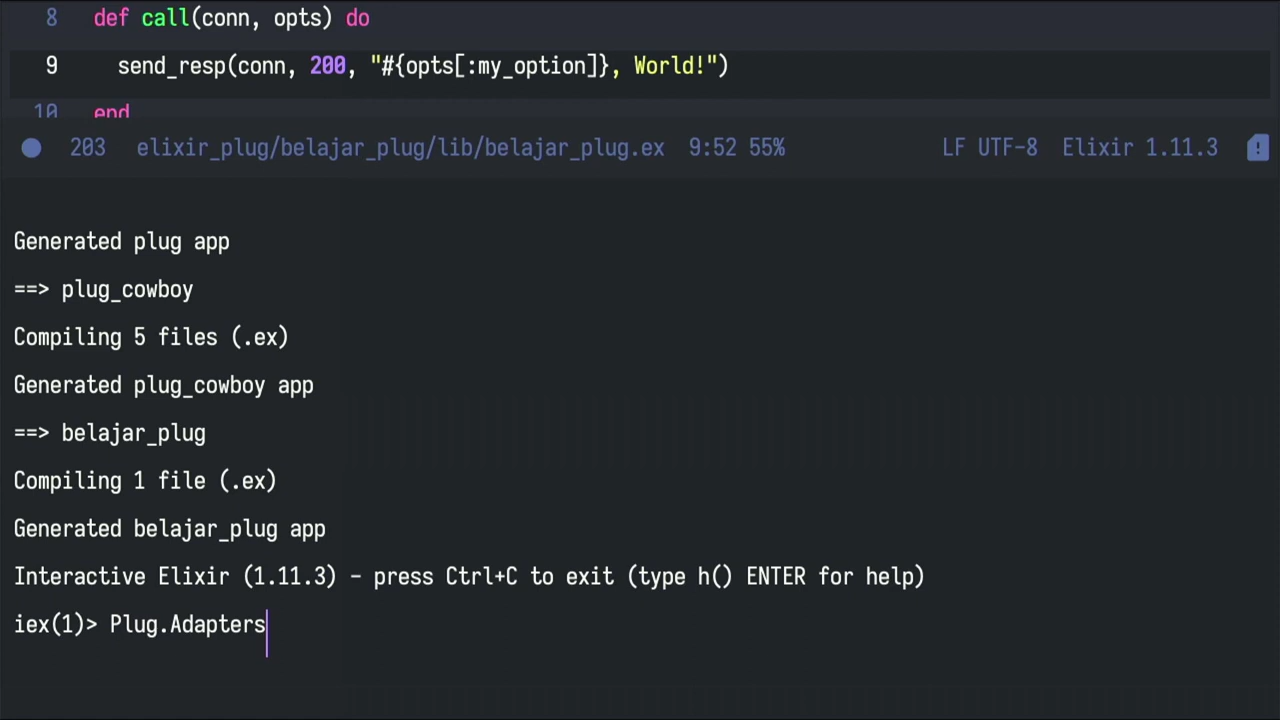 8 def call(conn, opts) do
9 send_resp(conn, 200, "#{opts[:my_option]}, World!")
10 end
203 elixir_plug/belajar_plug/lib/belajar_plug.ex 9:52 55% LF UTF-8 Elixir 1.11.3 !
Generated plug app
==> plug_cowboy
Compiling 5 files (.ex)
Generated plug_cowboy app
==> belajar_plug
Compiling 1 file (.ex)
Generated belajar_plug app
Interactive Elixir (1.11.3) - press Ctrl+C to exit (type h() ENTER for help)
iex(1)> Plug.Adapters